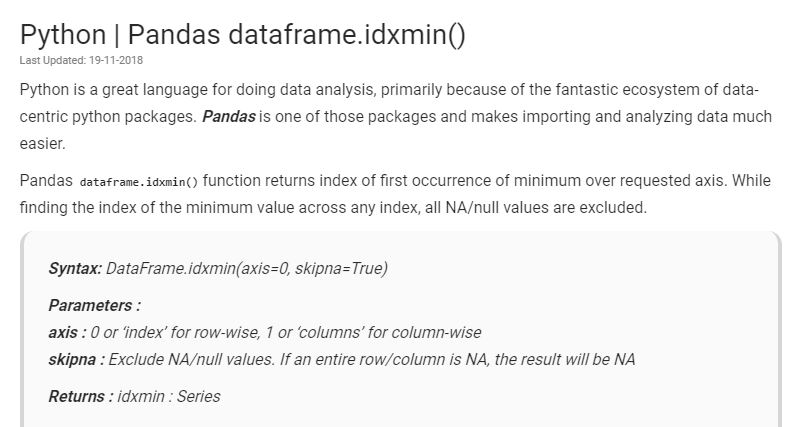 Python | Pandas dataframe.idxmin()
Last Updated: 19-11-2018
Python is a great language for doing data analysis, primarily because of the fantastic ecosystem of data-
centric python packages. Pandas is one of those packages and makes importing and analyzing data much
easier.
Pandas dataframe.idxmin() function returns index of first occurrence of minimum over requested axis. While
finding the index of the minimum value across any index, all NA/null values are excluded.
Syntax: DataFrame.idxmin(axis=0, skipna=True)
Parameters :
axis : 0 or ‘index’ for row-wise, 1 or ‘columns’ for column-wise
skipna : Exclude NA/null values. If an entire row/column is NA, the result will be NA
Returns : idxmin : Series